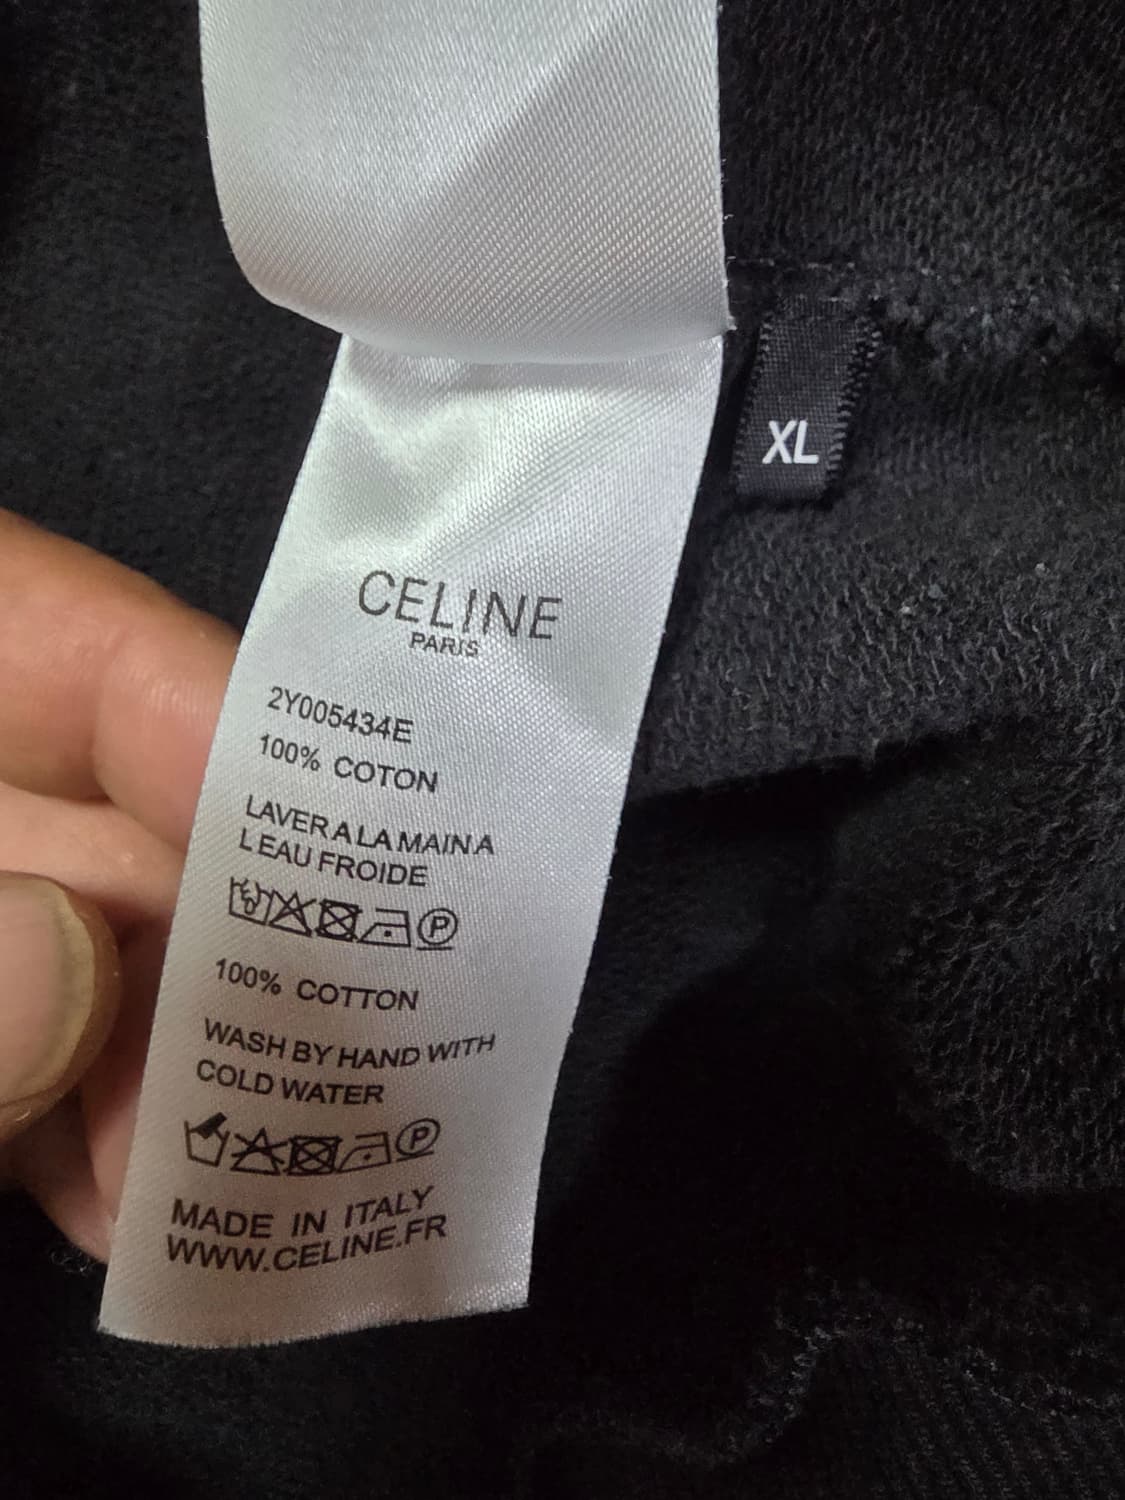 XL
CELINE
PARIS
2Y005434E
100% COTON
LAVER A LA MAIN A
L EAU FROIDE
P
100% COTTON
WASH BY HAND WITH
COLD WATER
P
MADE IN ITALY
WWW.CELINE.FR